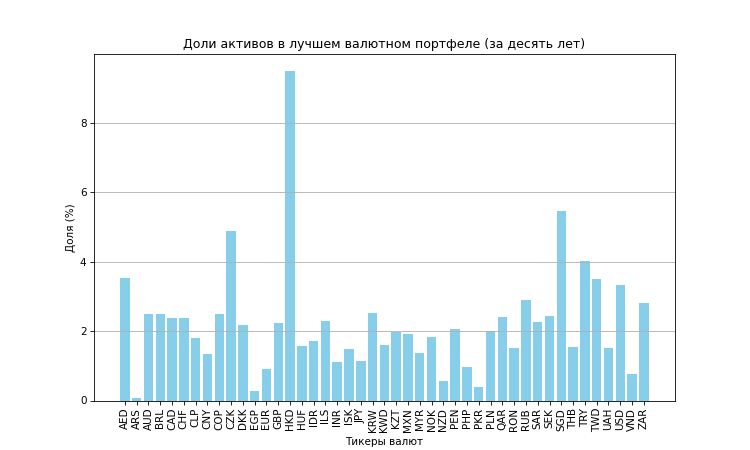 Доли активов в лучшем валютном портфеле (за десять лет)
Доля (%)
8
6
4
2
0
AED ARS AUD BRL CAD CHF CLP CNY COP CZK DKK EGP EUR GBP HKD HUF IDR ILS INR ISK JPY KRW KWD KZT MXN MYR NOK NZD PEN PHP PKR PLN QAR RON RUB SAR SEK SGD THB TRY TWD UAH USD VND ZAR
Тикеры валют